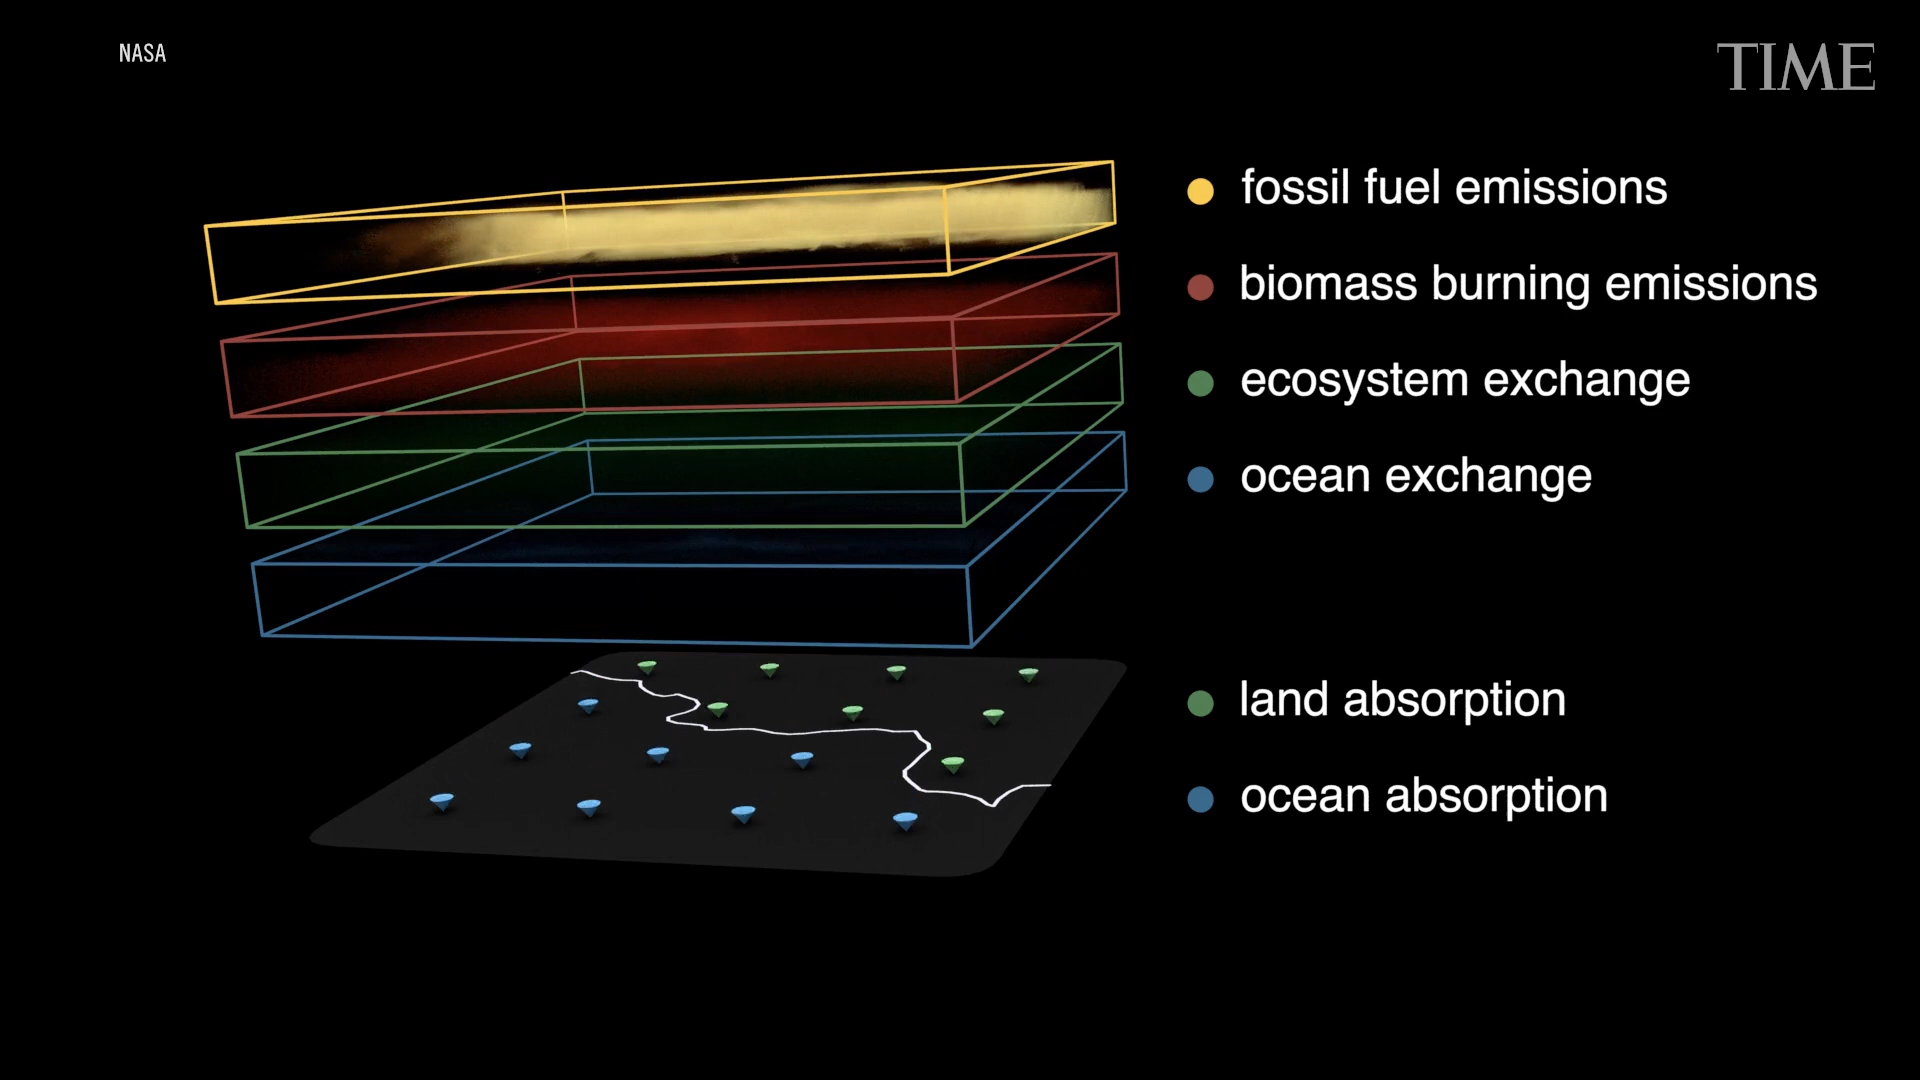 NASA
TIME
fossil fuel emissions
biomass burning emissions
ecosystem exchange
ocean exchange
land absorption
ocean absorption